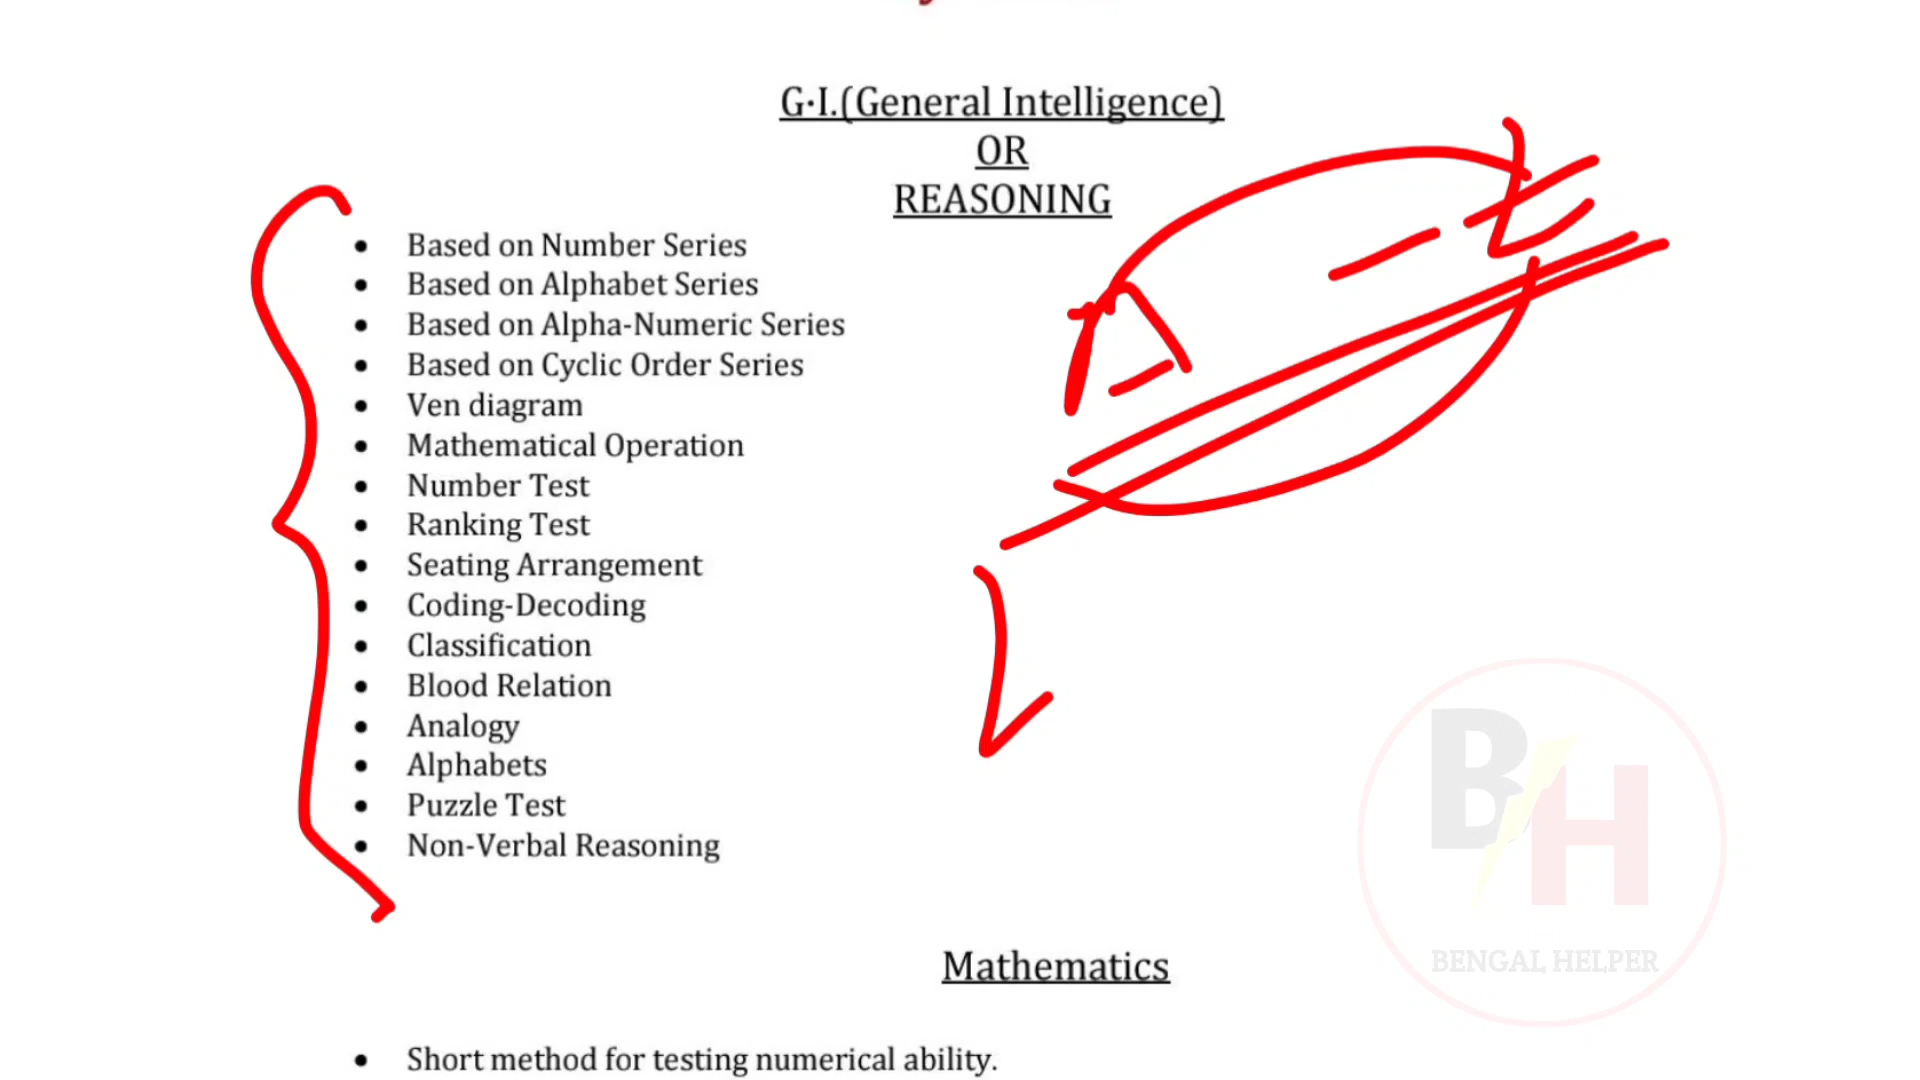 G·I.(General Intelligence)
OR
REASONING
• Based on Number Series
• Based on Alphabet Series
• Based on Alpha-Numeric Series
• Based on Cyclic Order Series
• Ven diagram
• Mathematical Operation
• Number Test
• Ranking Test
• Seating Arrangement
• Coding-Decoding
• Classification
• Blood Relation
• Analogy
• Alphabets
• Puzzle Test
• Non-Verbal Reasoning
BH
BENGAL HELPER
Mathematics
• Short method for testing numerical ability.